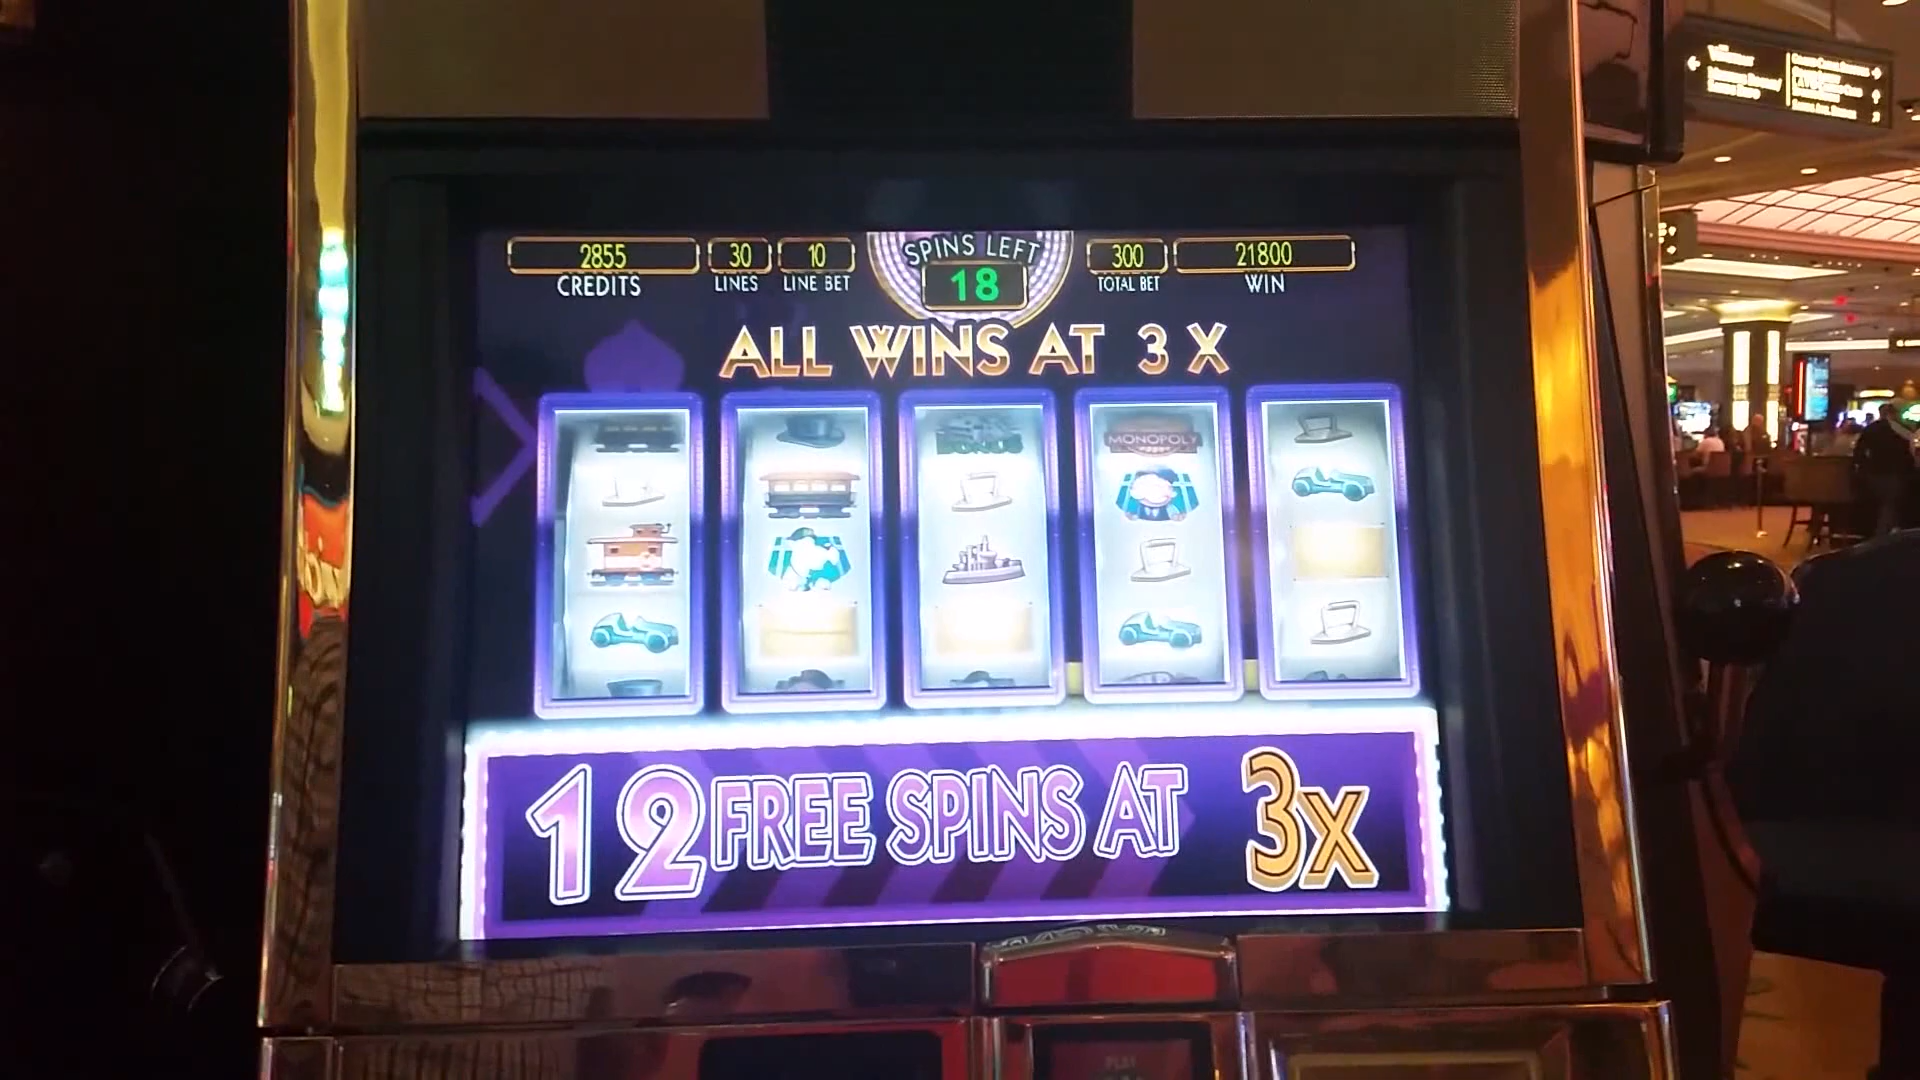 2855
CREDITS
30
LINES
10
LINE BET
SPINS LEFT
18
300
TOTAL BET
21800
WIN
ALL WINS AT 3 X
BONUS
MONOPOLY
12 FREE SPINS AT 3x